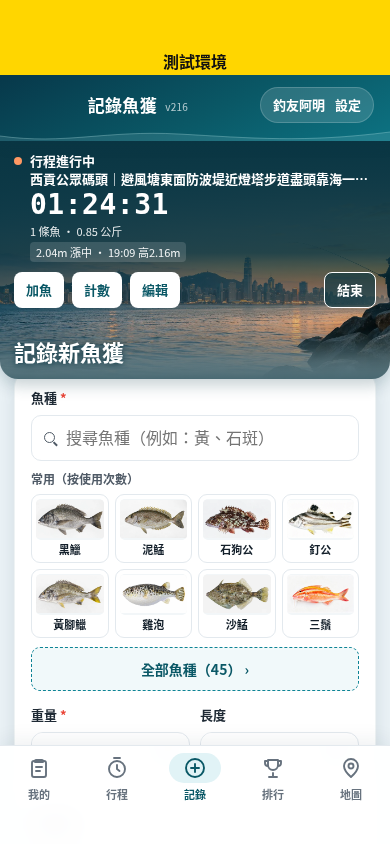 測試環境
記錄魚獲 v216
釣友阿明 設定
行程進行中
西貢公眾碼頭｜避風塘東面防波堤近燈塔步道盡頭靠海一…
01:24:31
1 條魚 · 0.85 公斤
2.04m 漲中 · 19:09 高2.16m
加魚 計數 編輯 結束
記錄新魚獲
魚種 *
搜尋魚種（例如：黃、石斑）
常用（按使用次數）
黑鱲 泥鯭 石狗公 釘公
黃腳鱲 雞泡 沙鯭 三鬚
全部魚種（45） ›
重量 * 長度
我的 行程 記錄 排行 地圖